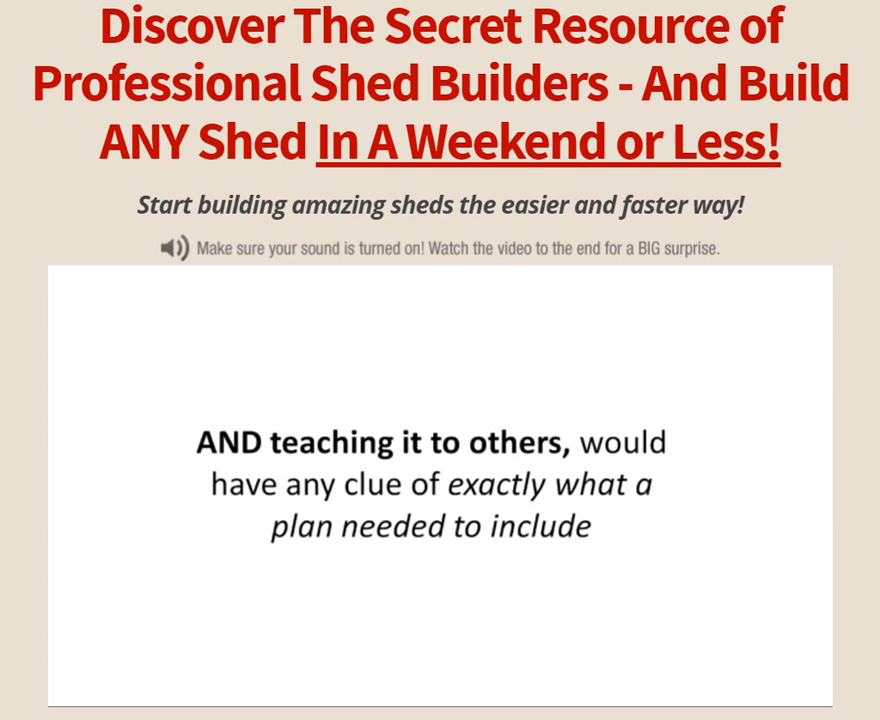 Discover The Secret Resource of
Professional Shed Builders - And Build
ANY Shed In A Weekend or Less!
Start building amazing sheds the easier and faster way!
Make sure your sound is turned on! Watch the video to the end for a BIG surprise.
AND teaching it to others, would
have any clue of exactly what a
plan needed to include